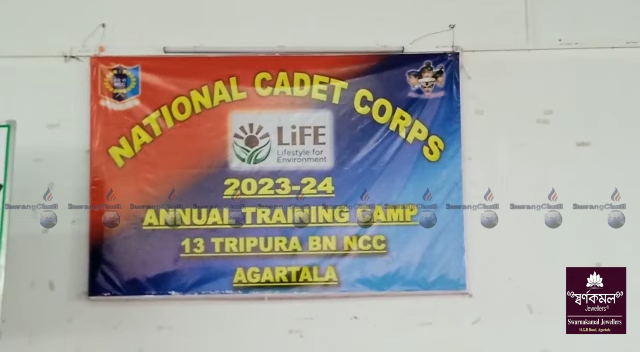 NATIONAL CADET CORPS
LiFE
Lifestyle for
Environment
2023-24
ANNUAL TRAINING CAMP
13 TRIPURA BN NCC
AGARTALA
স্বর্ণকমল
Jewellers
Swarnakamal Jewellers